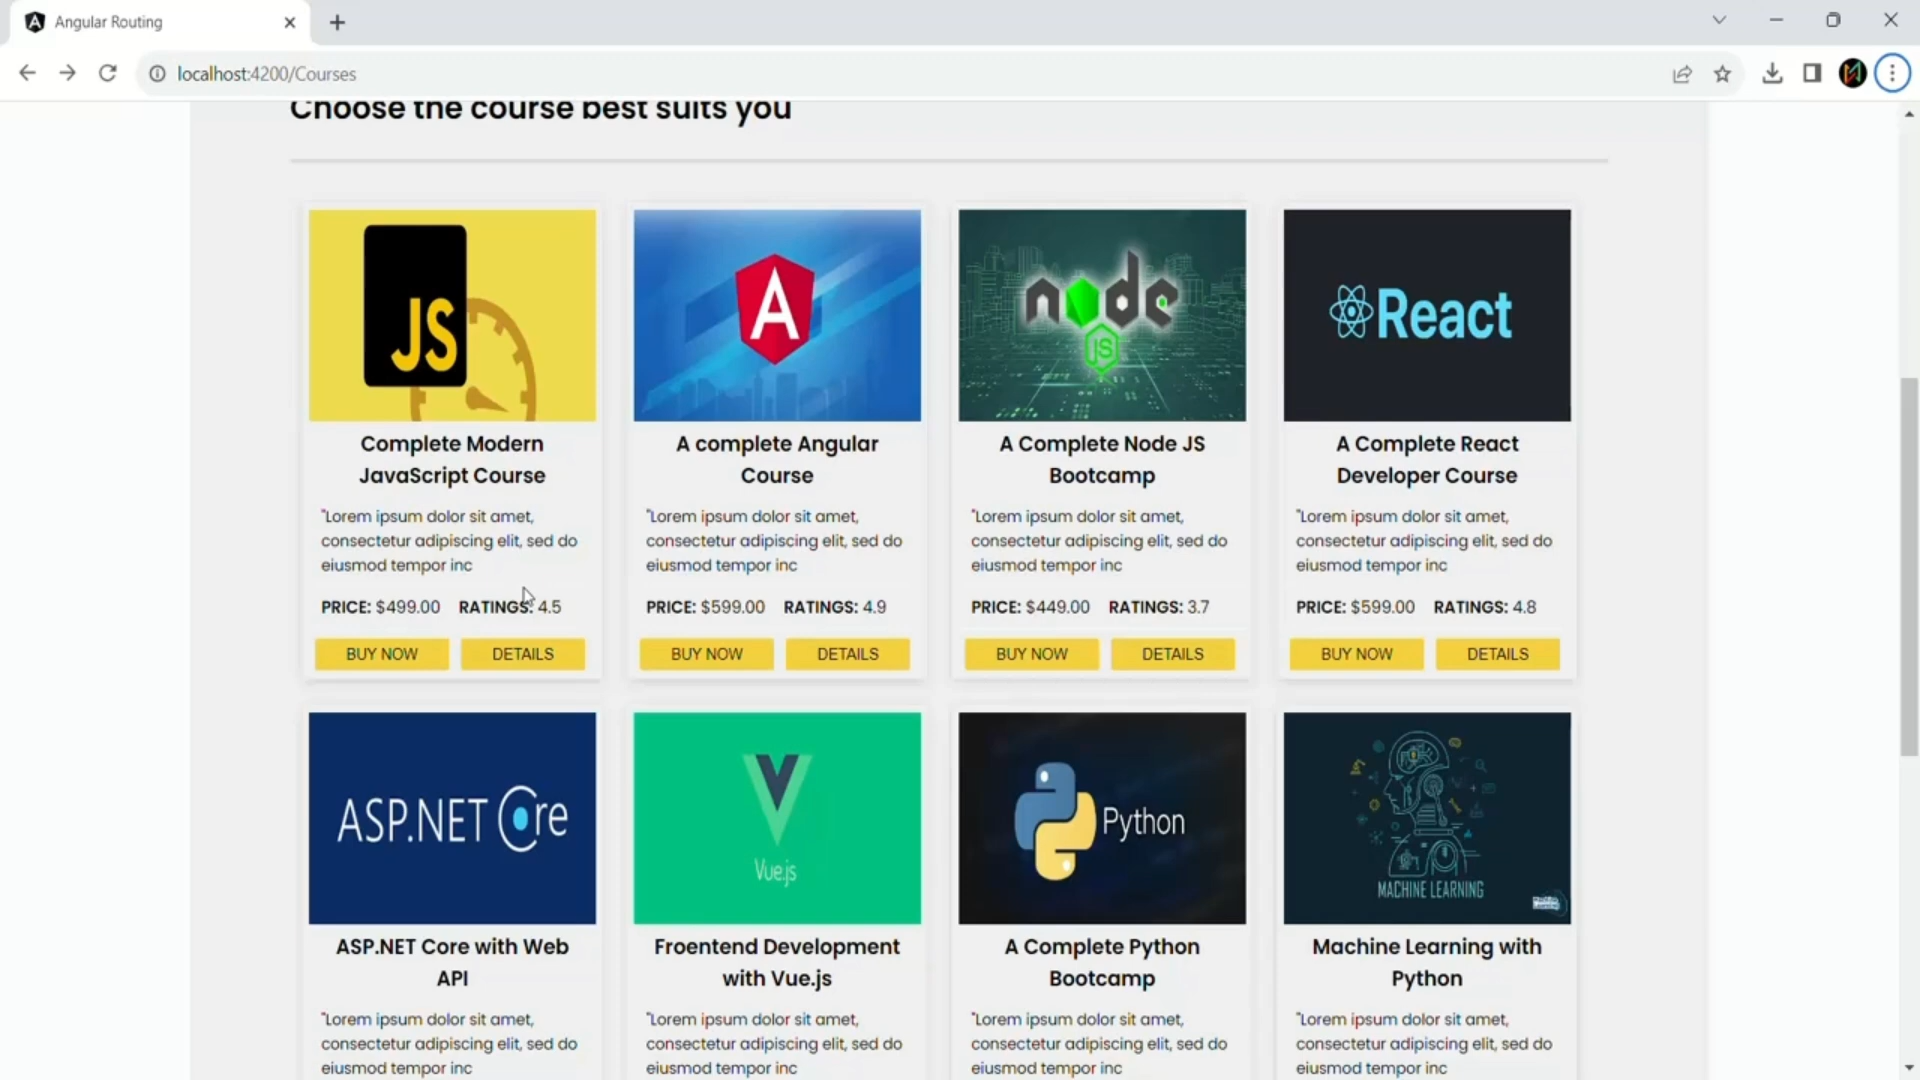 Angular Routing
localhost:4200/Courses
Choose the course best suits you
JS
A
node
JS
React
Complete Modern
JavaScript Course
A complete Angular
Course
A Complete Node JS
Bootcamp
A Complete React
Developer Course
"Lorem ipsum dolor sit amet,
consectetur adipiscing elit, sed do
eiusmod tempor inc
"Lorem ipsum dolor sit amet,
consectetur adipiscing elit, sed do
eiusmod tempor inc
"Lorem ipsum dolor sit amet,
consectetur adipiscing elit, sed do
eiusmod tempor inc
"Lorem ipsum dolor sit amet,
consectetur adipiscing elit, sed do
eiusmod tempor inc
PRICE: $499.00 RATINGS: 4.5
PRICE: $599.00 RATINGS: 4.9
PRICE: $449.00 RATINGS: 3.7
PRICE: $599.00 RATINGS: 4.8
BUY NOW DETAILS
BUY NOW DETAILS
BUY NOW DETAILS
BUY NOW DETAILS
ASP.NET Core
Vue.js
Python
MACHINE LEARNING
ASP.NET Core with Web
API
Froentend Development
with Vue.js
A Complete Python
Bootcamp
Machine Learning with
Python
"Lorem ipsum dolor sit amet,
consectetur adipiscing elit, sed do
eiusmod tempor inc
"Lorem ipsum dolor sit amet,
consectetur adipiscing elit, sed do
eiusmod tempor inc
"Lorem ipsum dolor sit amet,
consectetur adipiscing elit, sed do
eiusmod tempor inc
"Lorem ipsum dolor sit amet,
consectetur adipiscing elit, sed do
eiusmod tempor inc